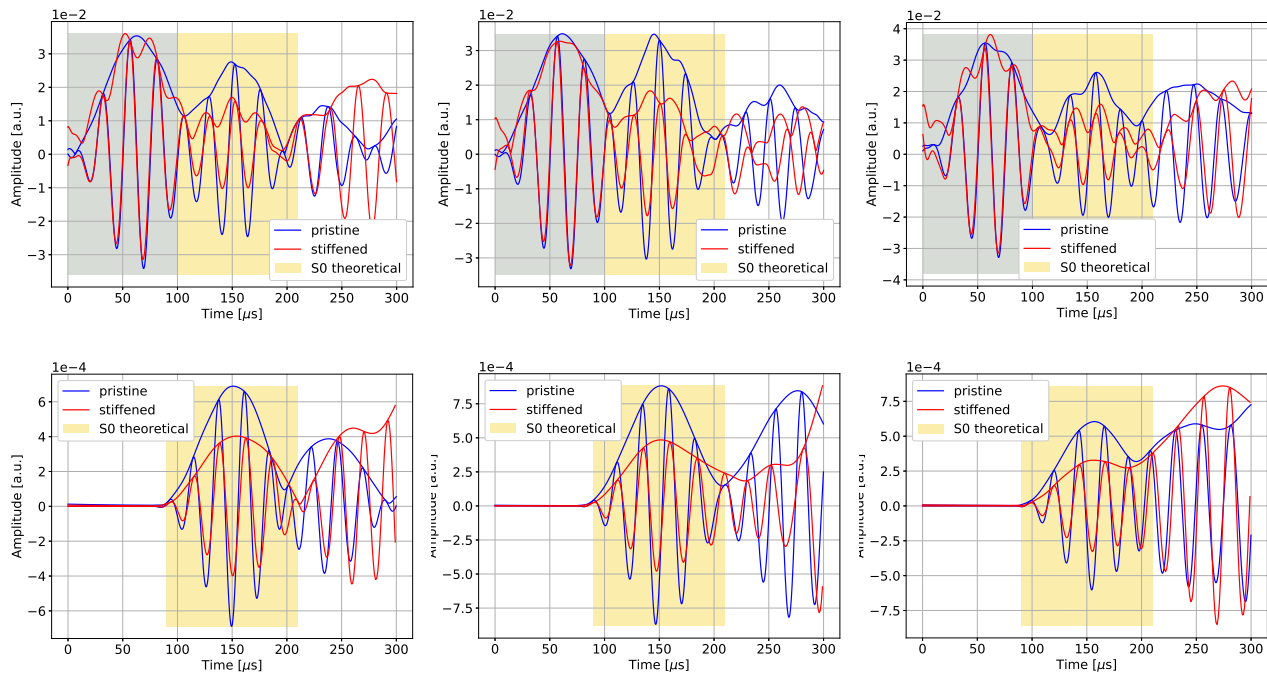 1e−2
3
2
1
0
−1
−2
−3
Amplitude [a.u.]
pristine
stiffened
S0 theoretical
0 50 100 150 200 250 300
Time [μs]
1e−2
3
2
1
0
−1
−2
−3
Amplitude [a.u.]
pristine
stiffened
S0 theoretical
0 50 100 150 200 250 300
Time [μs]
1e−2
4
3
2
1
0
−1
−2
−3
−4
Amplitude [a.u.]
pristine
stiffened
S0 theoretical
0 50 100 150 200 250 300
Time [μs]
1e−4
6
4
2
0
−2
−4
−6
Amplitude [a.u.]
pristine
stiffened
S0 theoretical
0 50 100 150 200 250 300
Time [μs]
1e−4
7.5
5.0
2.5
0.0
−2.5
−5.0
−7.5
Amplitude [a.u.]
pristine
stiffened
S0 theoretical
0 50 100 150 200 250 300
Time [μs]
1e−4
7.5
5.0
2.5
0.0
−2.5
−5.0
−7.5
Amplitude [a.u.]
pristine
stiffened
S0 theoretical
0 50 100 150 200 250 300
Time [μs]